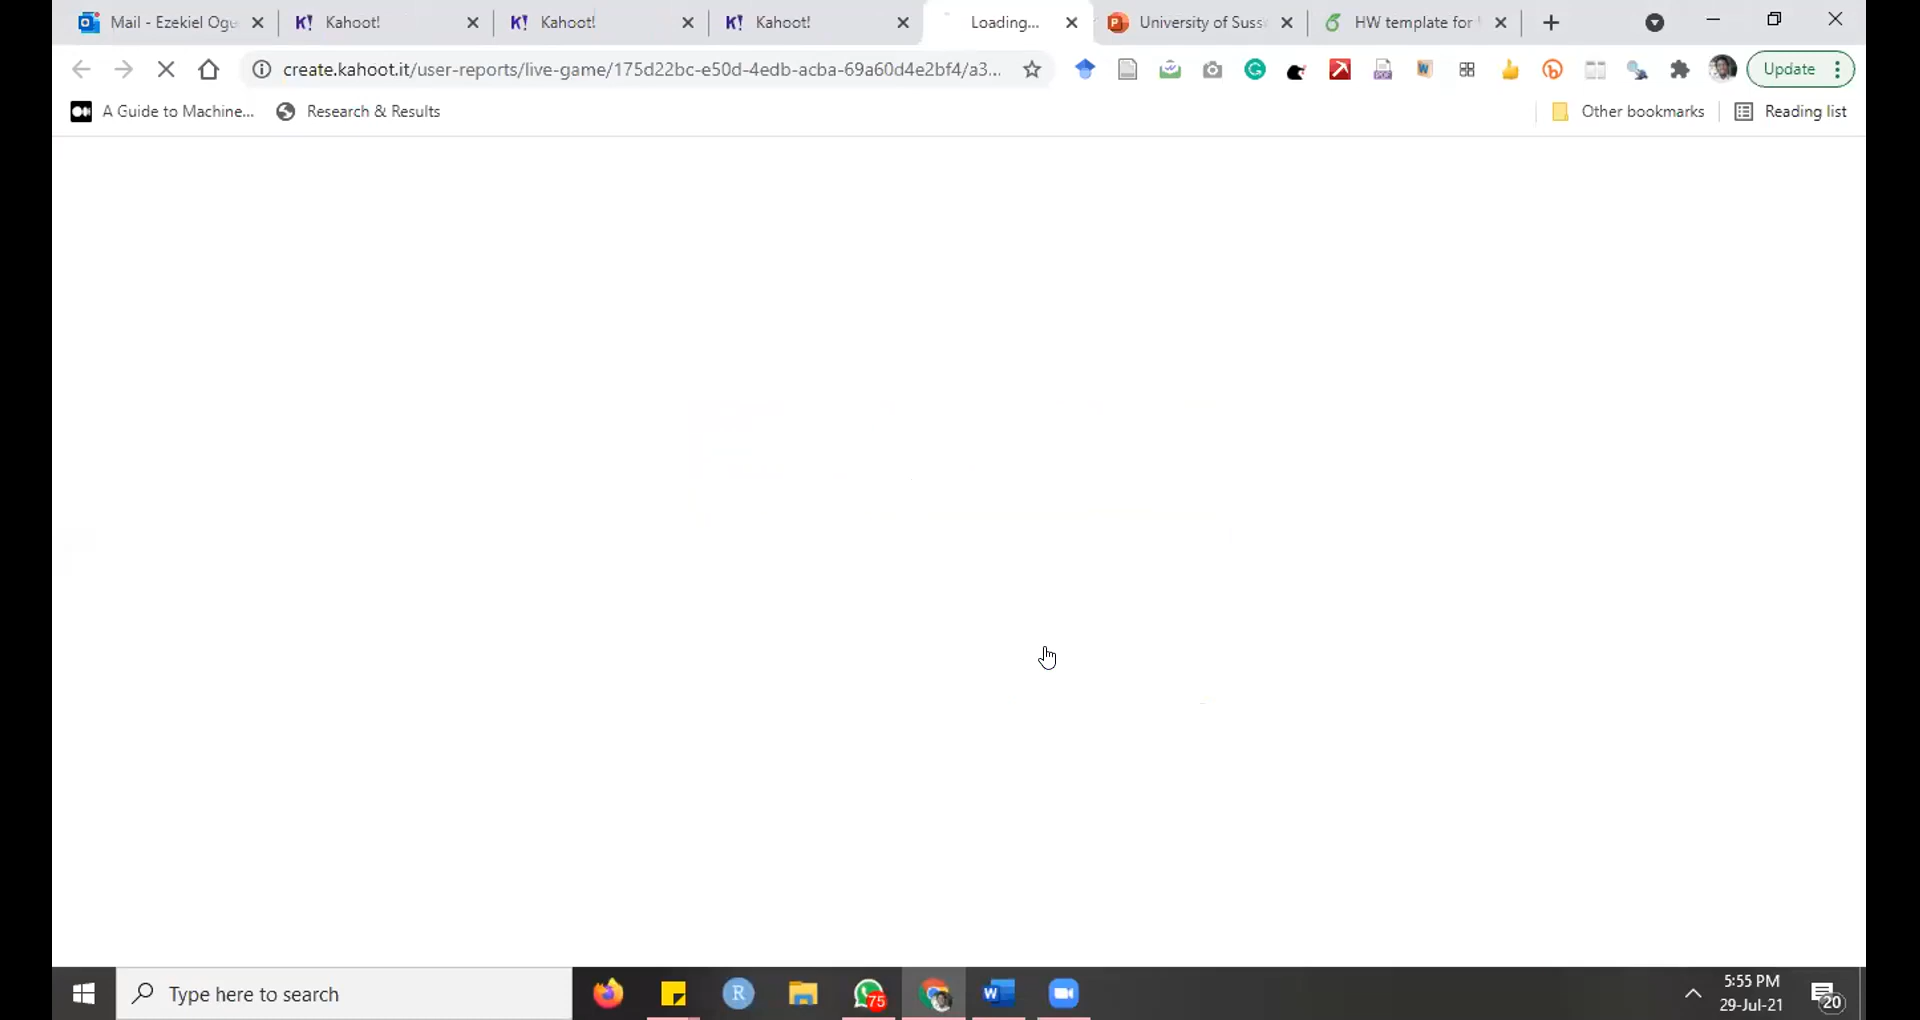 Mail - Ezekiel Ogu
Kahoot!
Kahoot!
Kahoot!
Loading...
University of Suss
HW template for
create.kahoot.it/user-reports/live-game/175d22bc-e50d-4edb-acba-69a60d4e2bf4/a3...
Update
A Guide to Machine...
Research & Results
Other bookmarks
Reading list
Type here to search
75
5:55 PM
29-Jul-21
20